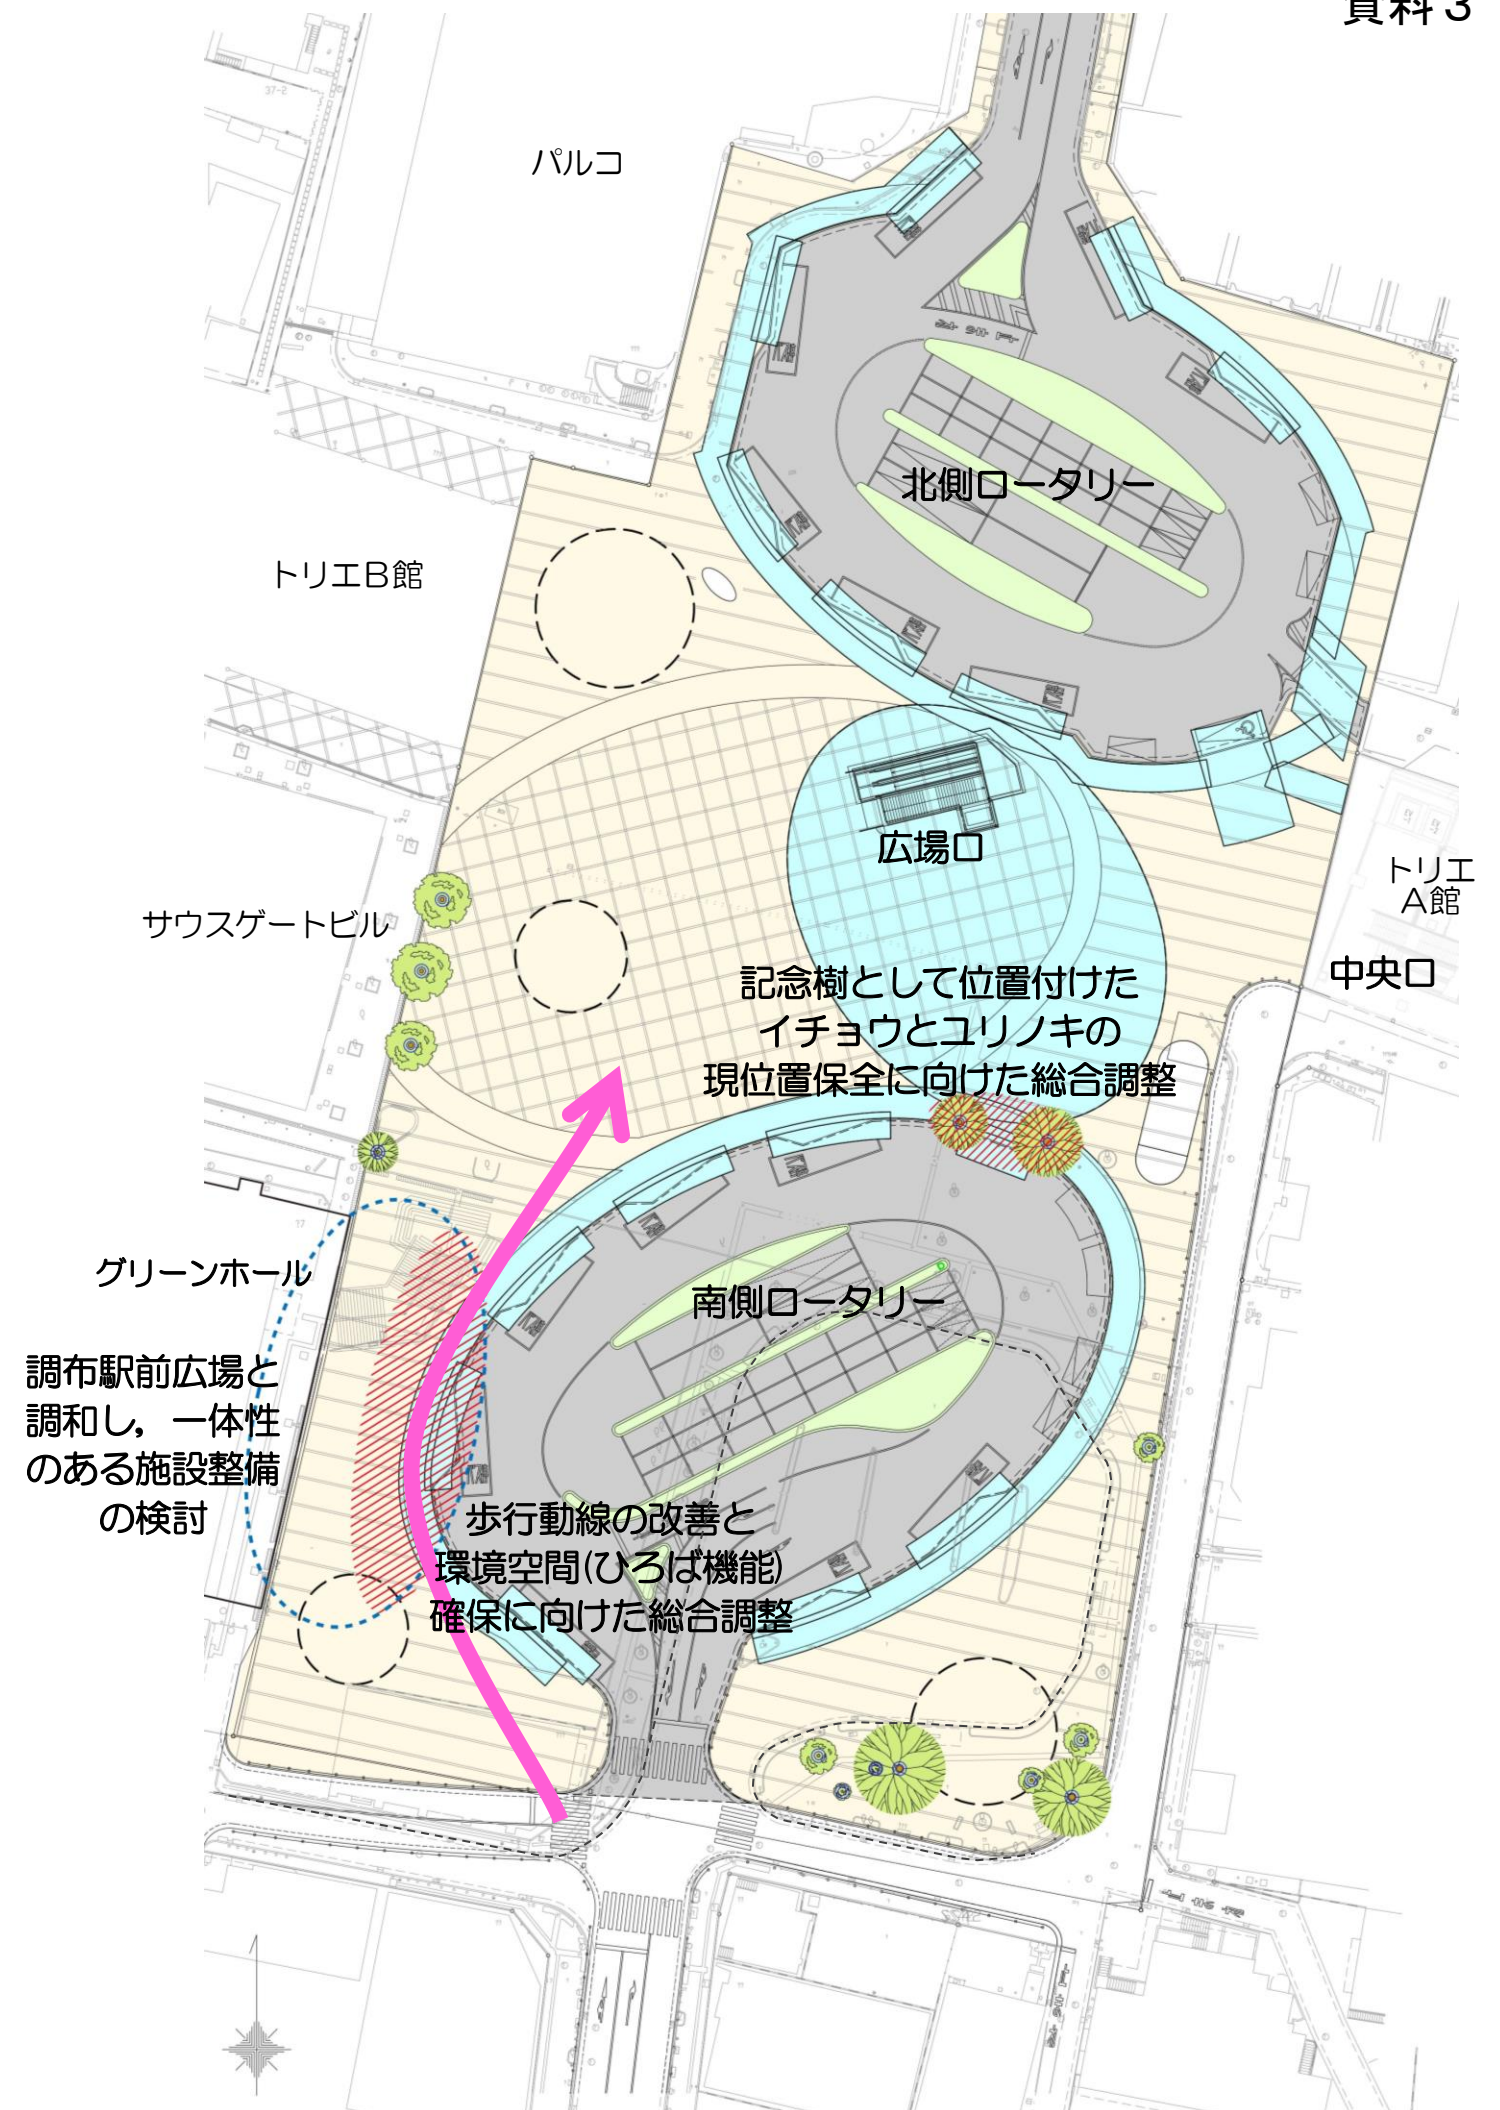 資料３
パルコ
北側ロータリー
トリエＢ館
広場口
トリエ
Ａ館
サウスゲートビル
中央口
記念樹として位置付けた
イチョウとユリノキの
現位置保全に向けた総合調整
グリーンホール
南側ロータリー
調布駅前広場と
調和し，一体性
のある施設整備
の検討
歩行動線の改善と
環境空間(ひろば機能)
確保に向けた総合調整